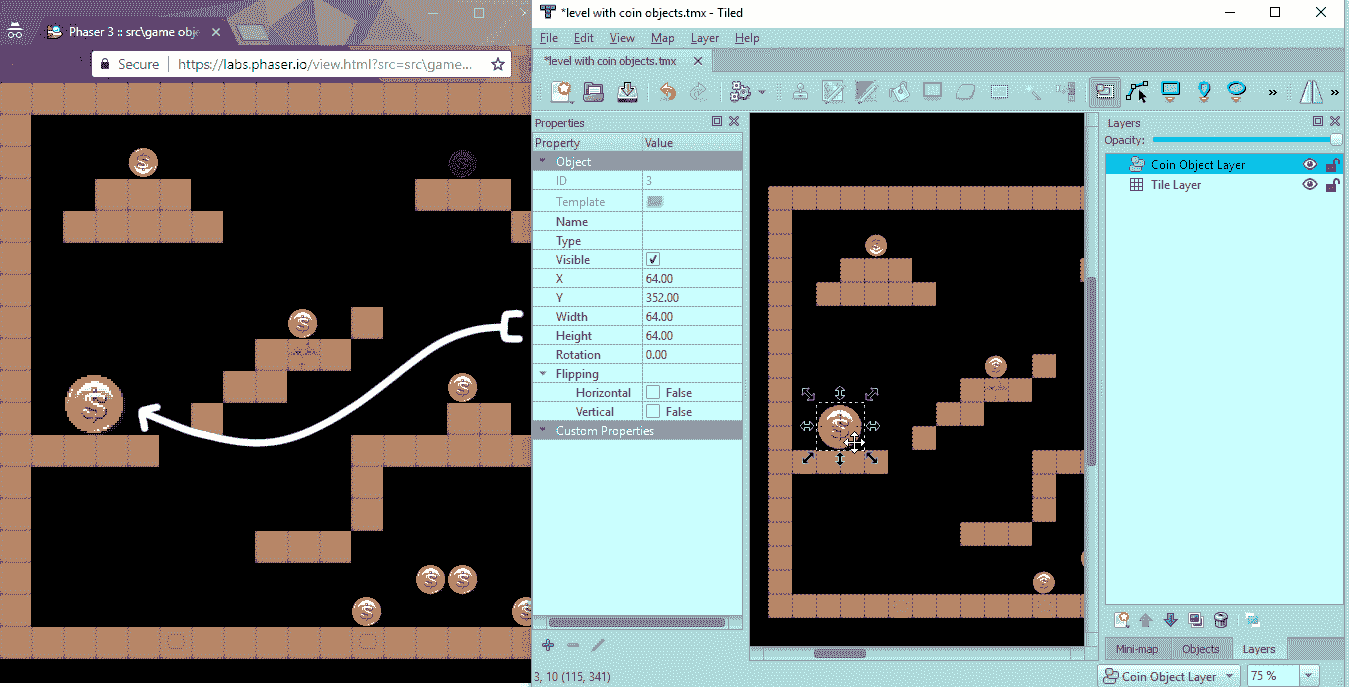 Phaser 3 :: src\game obje
Secure
https://labs.phaser.io/view.html?src=src\game...
*level with coin objects.tmx - Tiled
File Edit View Map Layer Help
*level with coin objects.tmx
Properties
Property Value
Object
ID 3
Template
Name
Type
Visible
X 64.00
Y 352.00
Width 64.00
Height 64.00
Rotation 0.00
Flipping
Horizontal False
Vertical False
Custom Properties
3, 10 (115, 341)
Layers
Opacity:
Coin Object Layer
Tile Layer
Mini-map Objects Layers
Coin Object Layer 75 %